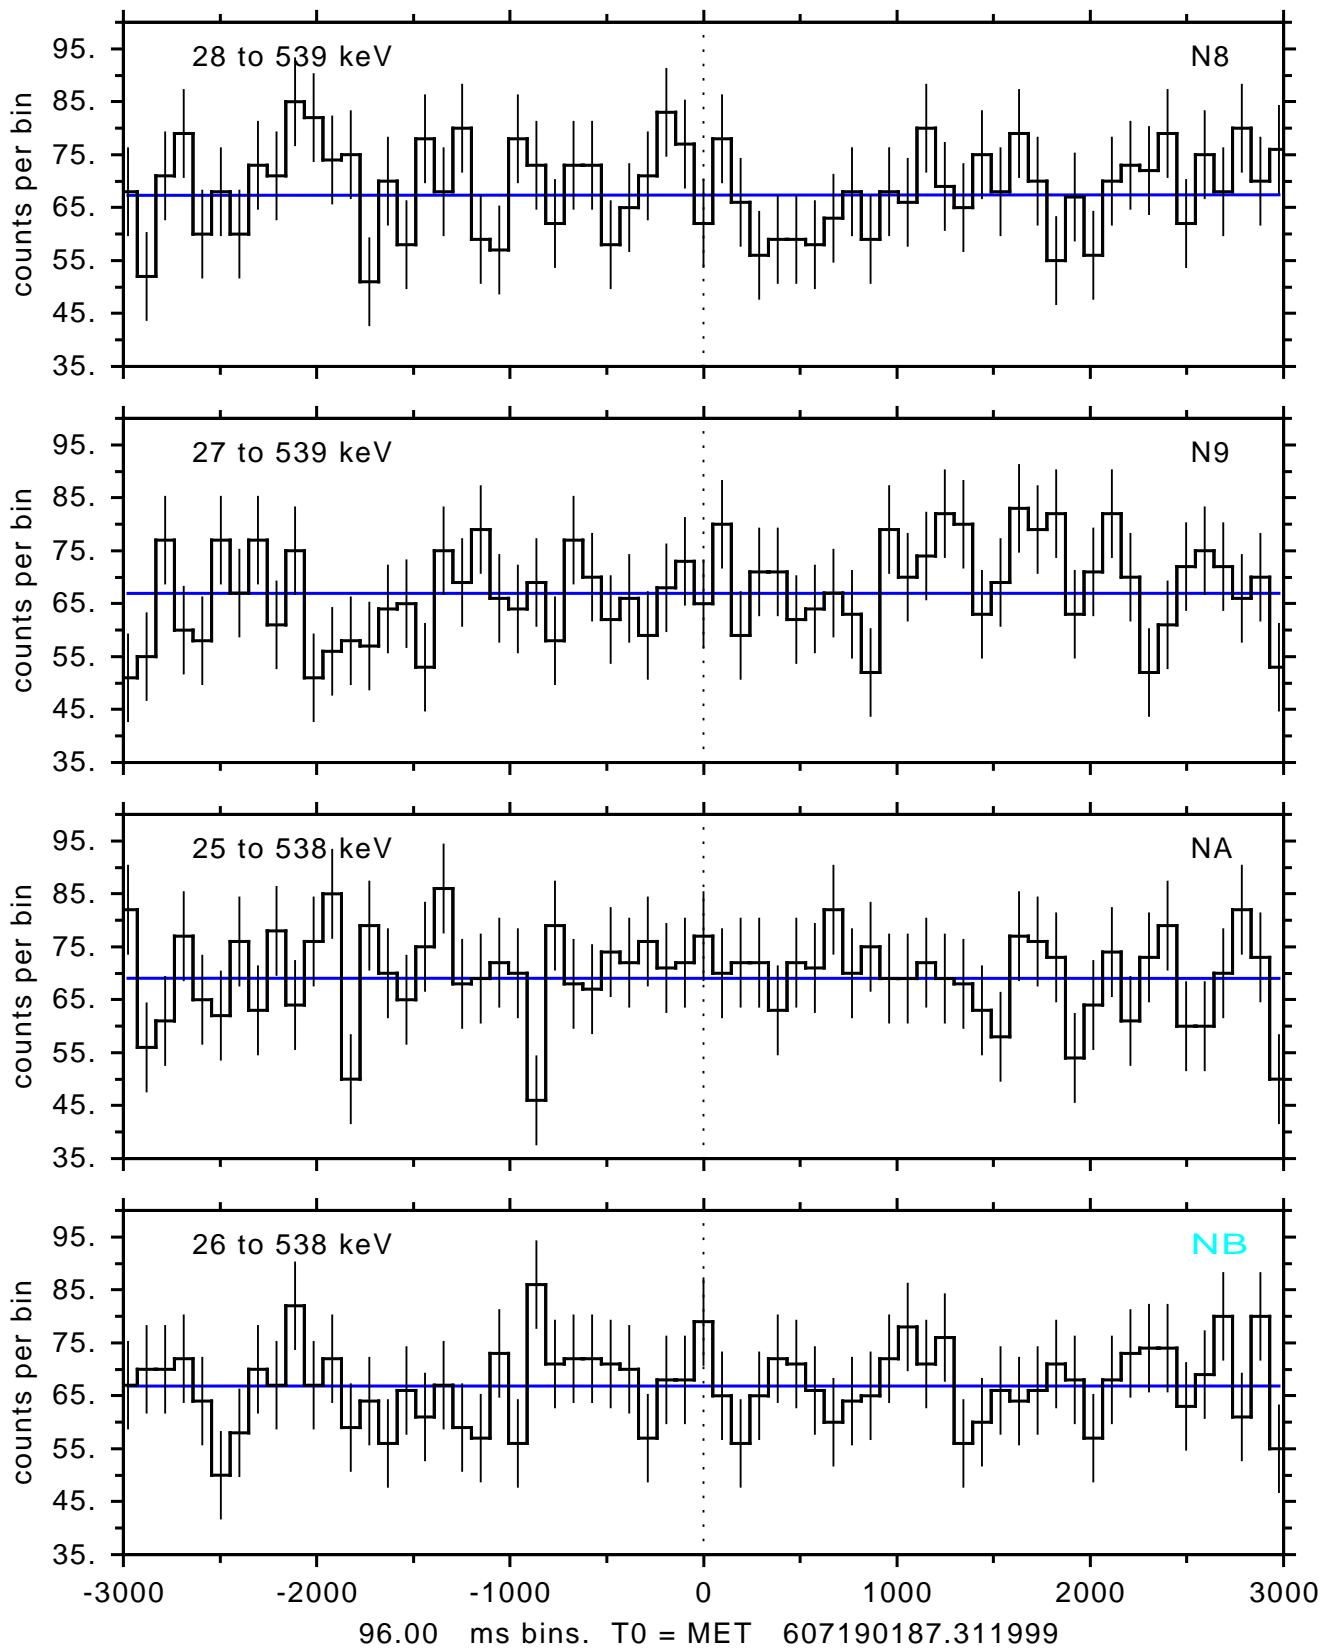 28 to 539 keV N8
95.
85.
75.
65.
55.
45.
35.
counts per bin
27 to 539 keV N9
95.
85.
75.
65.
55.
45.
35.
counts per bin
25 to 538 keV NA
95.
85.
75.
65.
55.
45.
35.
counts per bin
26 to 538 keV NB
95.
85.
75.
65.
55.
45.
35.
counts per bin
-3000 -2000 -1000 0 1000 2000 3000
96.00 ms bins. T0 = MET 607190187.311999